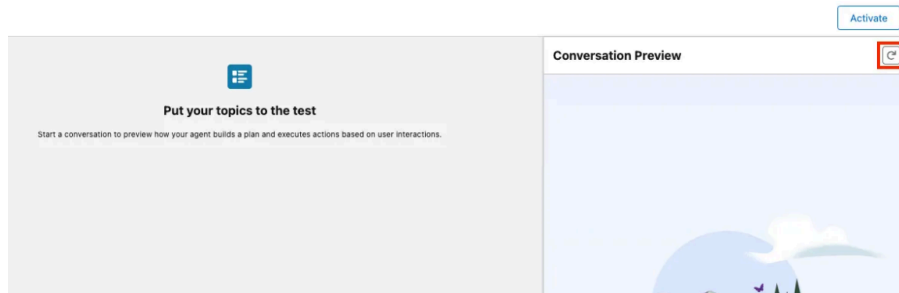 Activate
Conversation Preview
Put your topics to the test
Start a conversation to preview how your agent builds a plan and executes actions based on user interactions.